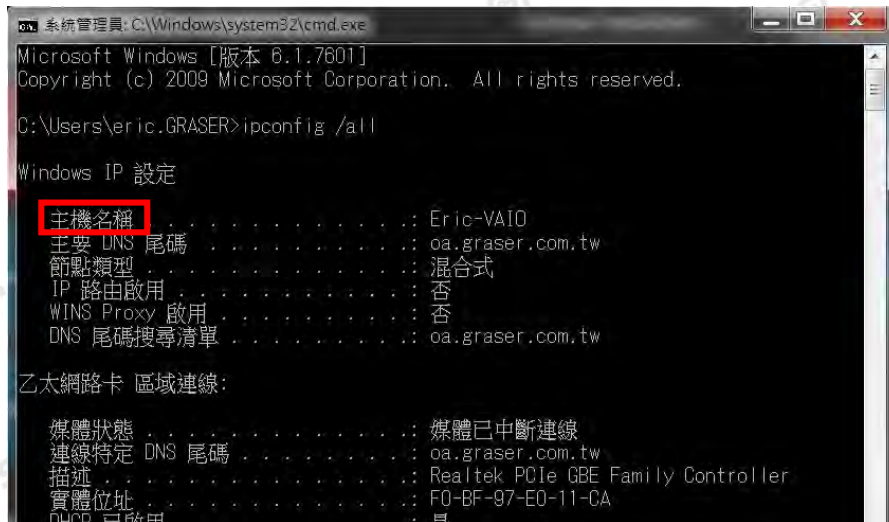 系統管理員: C:\Windows\system32\cmd.exe
Microsoft Windows [版本 6.1.7601]
Copyright (c) 2009 Microsoft Corporation.  All rights reserved.
C:\Users\eric.GRASER>ipconfig /all
Windows IP 設定
主機名稱 . . . . . . . . . . . . .: Eric-VAIO
主要 DNS 尾碼  . . . . . . . . . .: oa.graser.com.tw
節點類型 . . . . . . . . . . . . .: 混合式
IP 路由啟用 . . . . . . . . . . . : 否
WINS Proxy 啟用 . . . . . . . . . : 否
DNS 尾碼搜尋清單 . . . . . . . . .: oa.graser.com.tw
乙太網路卡 區域連線:
媒體狀態 . . . . . . . . . . . . .: 媒體已中斷連線
連線特定 DNS 尾碼 . . . . . . . . : oa.graser.com.tw
描述 . . . . . . . . . . . . . . .: Realtek PCIe GBE Family Controller
實體位址 . . . . . . . . . . . . .: F0-BF-97-E0-11-CA
DHCP 已啟用 . . . . . . . . . . . : 是